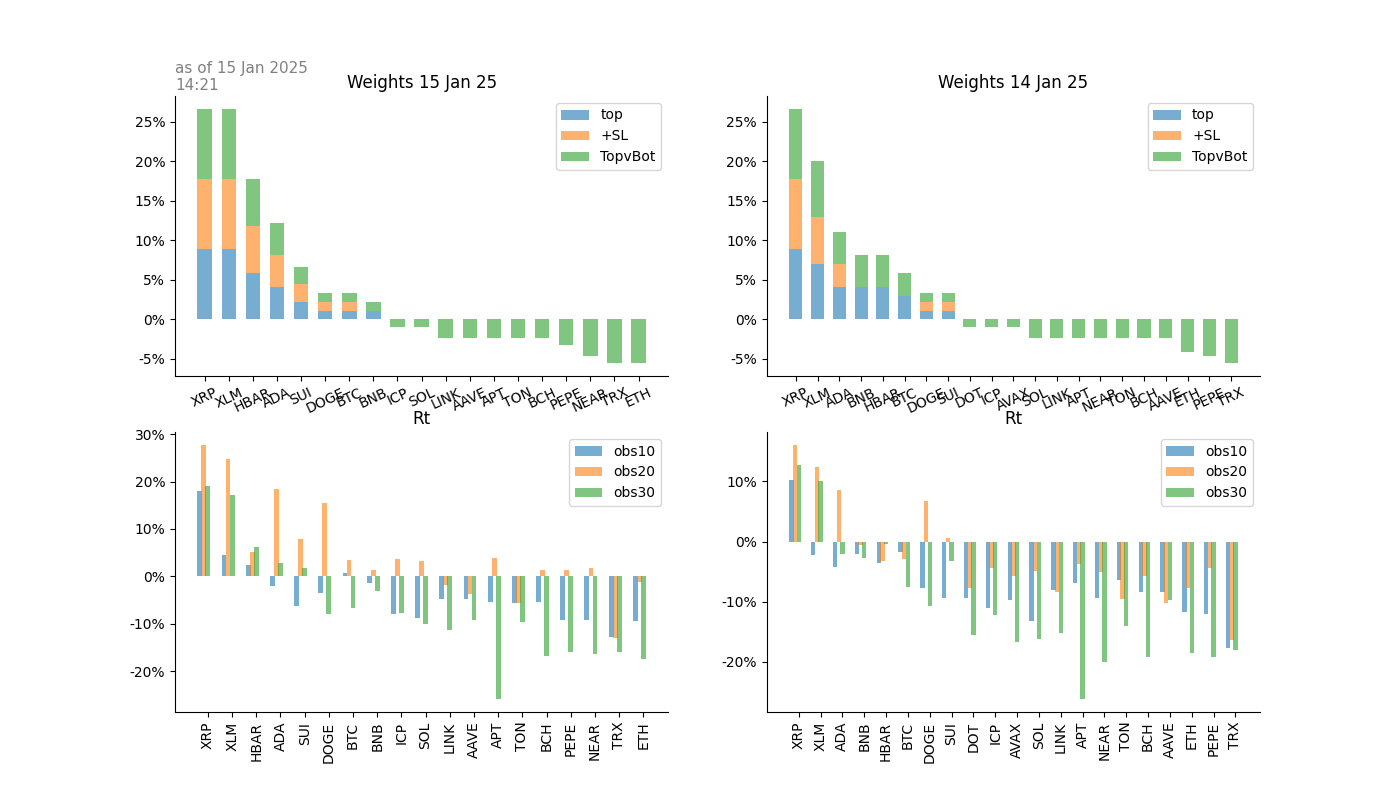 as of 15 Jan 2025
14:21
Weights 15 Jan 25
25%
20%
15%
10%
5%
0%
-5%
top
+SL
TopvBot
XRP XLM HBAR ADA SUI DOGE BTC BNB ICP SOL LINK AAVE APT TON BCH PEPE NEAR TRX ETH
Weights 14 Jan 25
25%
20%
15%
10%
5%
0%
-5%
top
+SL
TopvBot
XRP XLM ADA BNB HBAR BTC DOGE SUI DOT ICP AVAX SOL LINK APT NEAR TON BCH AAVE ETH PEPE TRX
Rt
30%
20%
10%
0%
-10%
-20%
obs10
obs20
obs30
XRP XLM HBAR ADA SUI DOGE BTC BNB ICP SOL LINK AAVE APT TON BCH PEPE NEAR TRX ETH
Rt
10%
0%
-10%
-20%
obs10
obs20
obs30
XRP XLM ADA BNB HBAR BTC DOGE SUI DOT ICP AVAX SOL LINK APT NEAR TON BCH AAVE ETH PEPE TRX